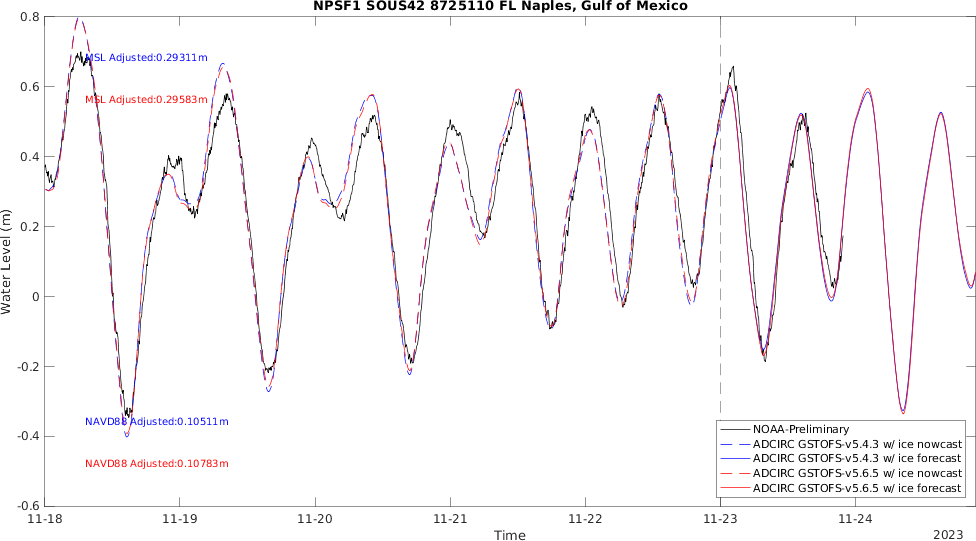 NPSF1 SOUS42 8725110 FL Naples, Gulf of Mexico
0.8
0.6
0.4
0.2
0
-0.2
-0.4
-0.6
Water Level (m)
MSL Adjusted:0.29311m
MSL Adjusted:0.29583m
NAVD88 Adjusted:0.10511m
NAVD88 Adjusted:0.10783m
NOAA-Preliminary
ADCIRC GSTOFS-v5.4.3 w/ ice nowcast
ADCIRC GSTOFS-v5.4.3 w/ ice forecast
ADCIRC GSTOFS-v5.6.5 w/ ice nowcast
ADCIRC GSTOFS-v5.6.5 w/ ice forecast
11-18 11-19 11-20 11-21 11-22 11-23 11-24
Time
2023